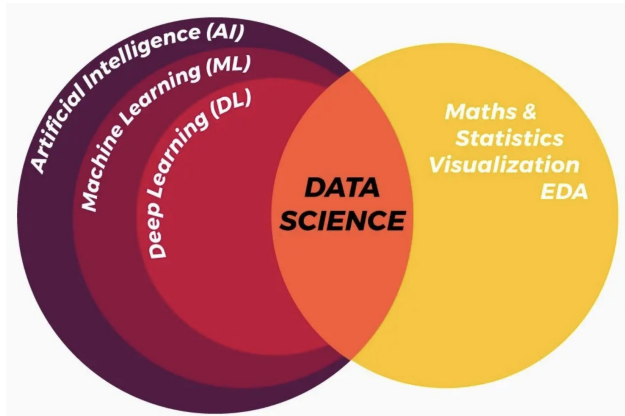 Artificial Intelligence (AI)
Machine Learning (ML)
Deep Learning (DL)
DATA
SCIENCE
Maths &
Statistics
Visualization
EDA